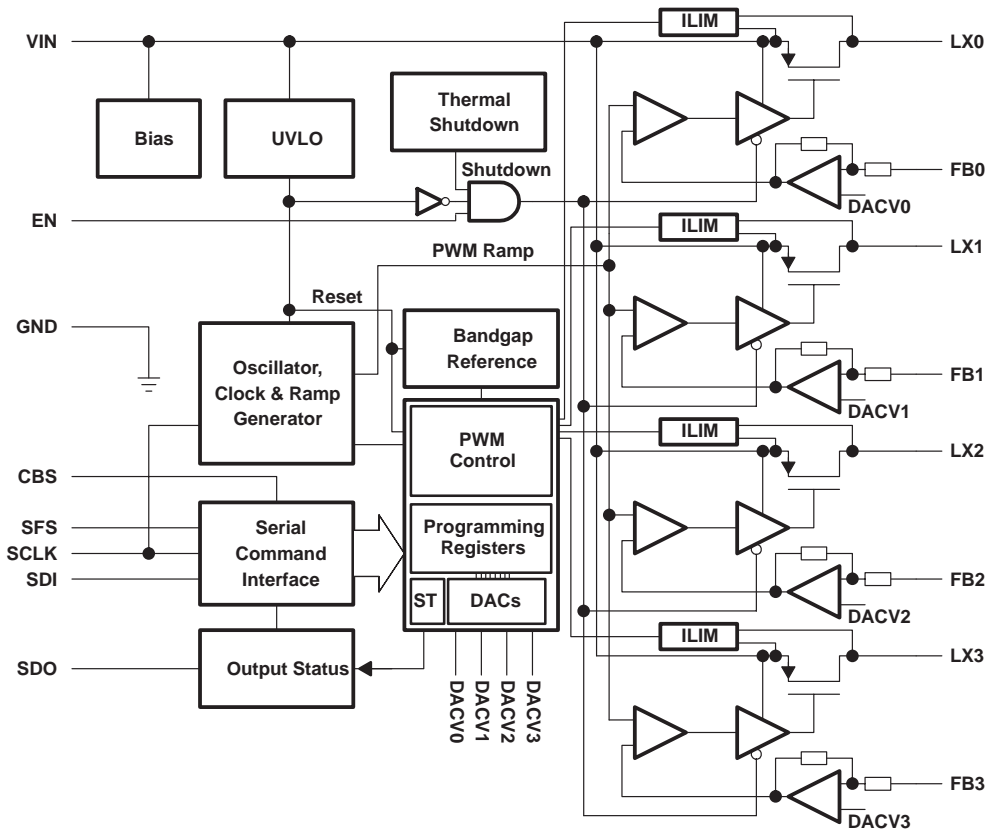 ILIM
VIN
LX0
Thermal
Shutdown
Bias
UVLO
Shutdown
FB0
EN
DACV0
ILIM
PWM Ramp
LX1
Reset
GND
Oscillator,
Clock & Ramp
Generator
Bandgap
Reference
FB1
DACV1
ILIM
PWM
Control
LX2
CBS
SFS
SCLK
SDI
Serial
Command
Interface
Programming
Registers
ST
DACs
FB2
DACV2
ILIM
SDO
Output Status
LX3
DACV0
DACV1
DACV2
DACV3
FB3
DACV3